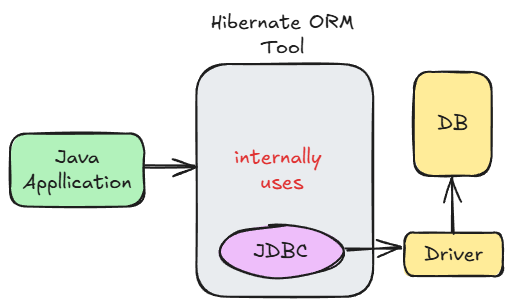 Hibernate ORM
Tool
Java
Appllication
internally
uses
JDBC
DB
Driver